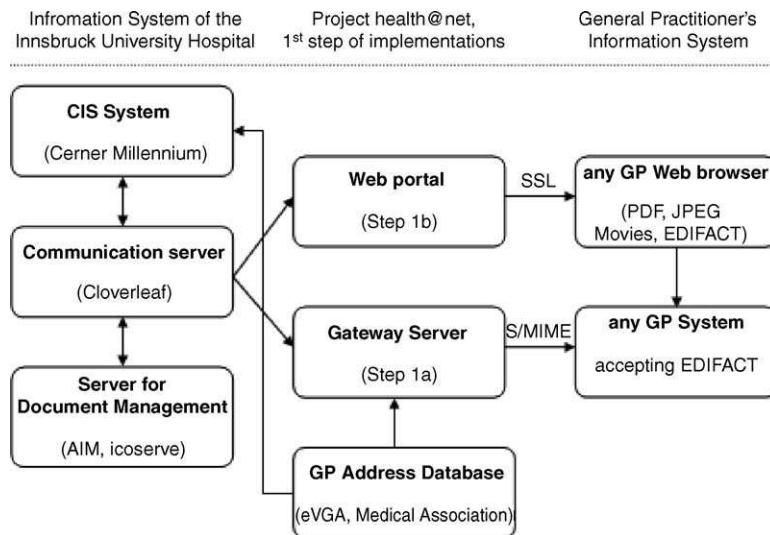 Infromation System of the
Innsbruck University Hospital
Project health@net,
1st step of implementations
General Practitioner's
Information System
CIS System
(Cerner Millennium)
Communication server
(Cloverleaf)
Server for
Document Management
(AIM, icoserve)
Web portal
(Step 1b)
Gateway Server
(Step 1a)
GP Address Database
(eVGA, Medical Association)
SSL
S/MIME
any GP Web browser
(PDF, JPEG
Movies, EDIFACT)
any GP System
accepting EDIFACT